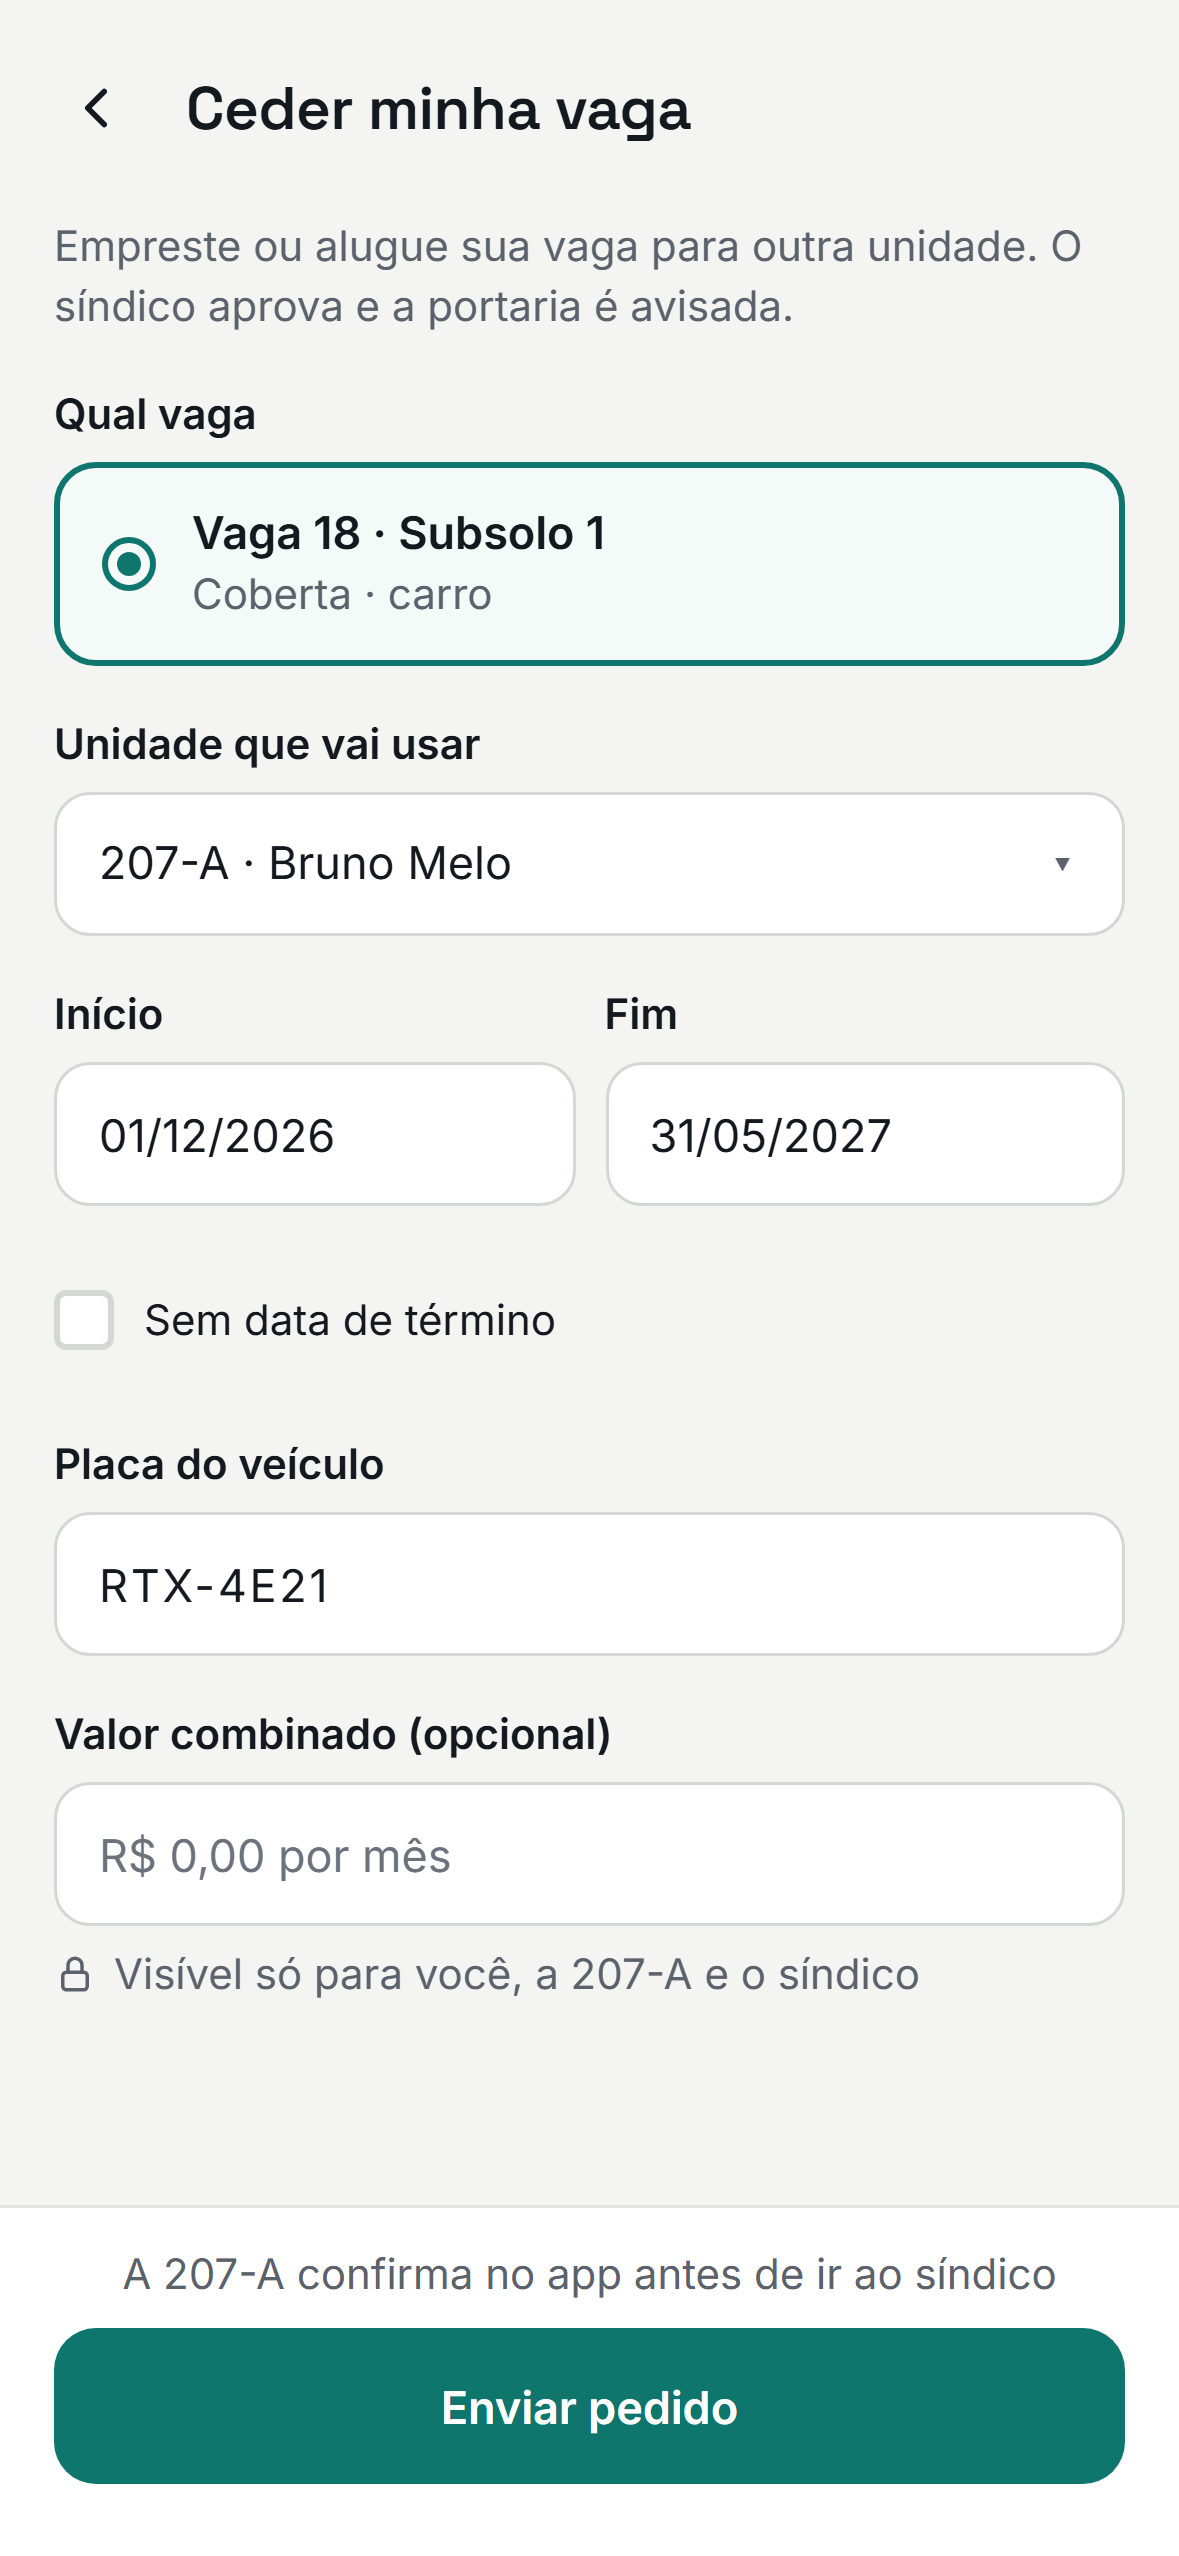 Ceder minha vaga
Empreste ou alugue sua vaga para outra unidade. O
síndico aprova e a portaria é avisada.
Qual vaga
Vaga 18 · Subsolo 1
Coberta · carro
Unidade que vai usar
207-A · Bruno Melo
Início
Fim
01/12/2026
31/05/2027
Sem data de término
Placa do veículo
RTX-4E21
Valor combinado (opcional)
R$ 0,00 por mês
Visível só para você, a 207-A e o síndico
A 207-A confirma no app antes de ir ao síndico
Enviar pedido